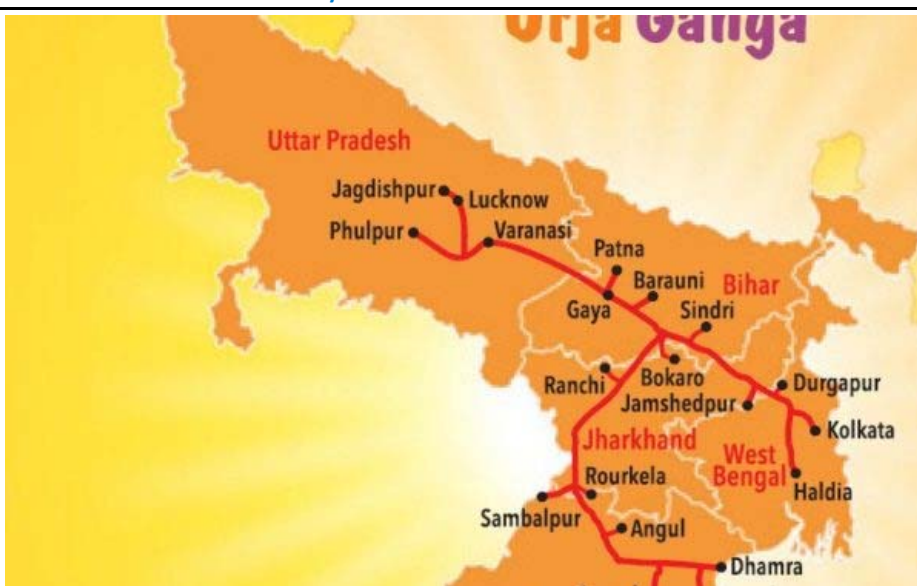 Urja Ganga
Uttar Pradesh
Jagdishpur
Lucknow
Phulpur
Varanasi
Patna
Barauni
Bihar
Gaya
Sindri
Ranchi
Bokaro
Durgapur
Jamshedpur
Kolkata
Jharkhand
West
Bengal
Rourkela
Haldia
Sambalpur
Angul
Dhamra